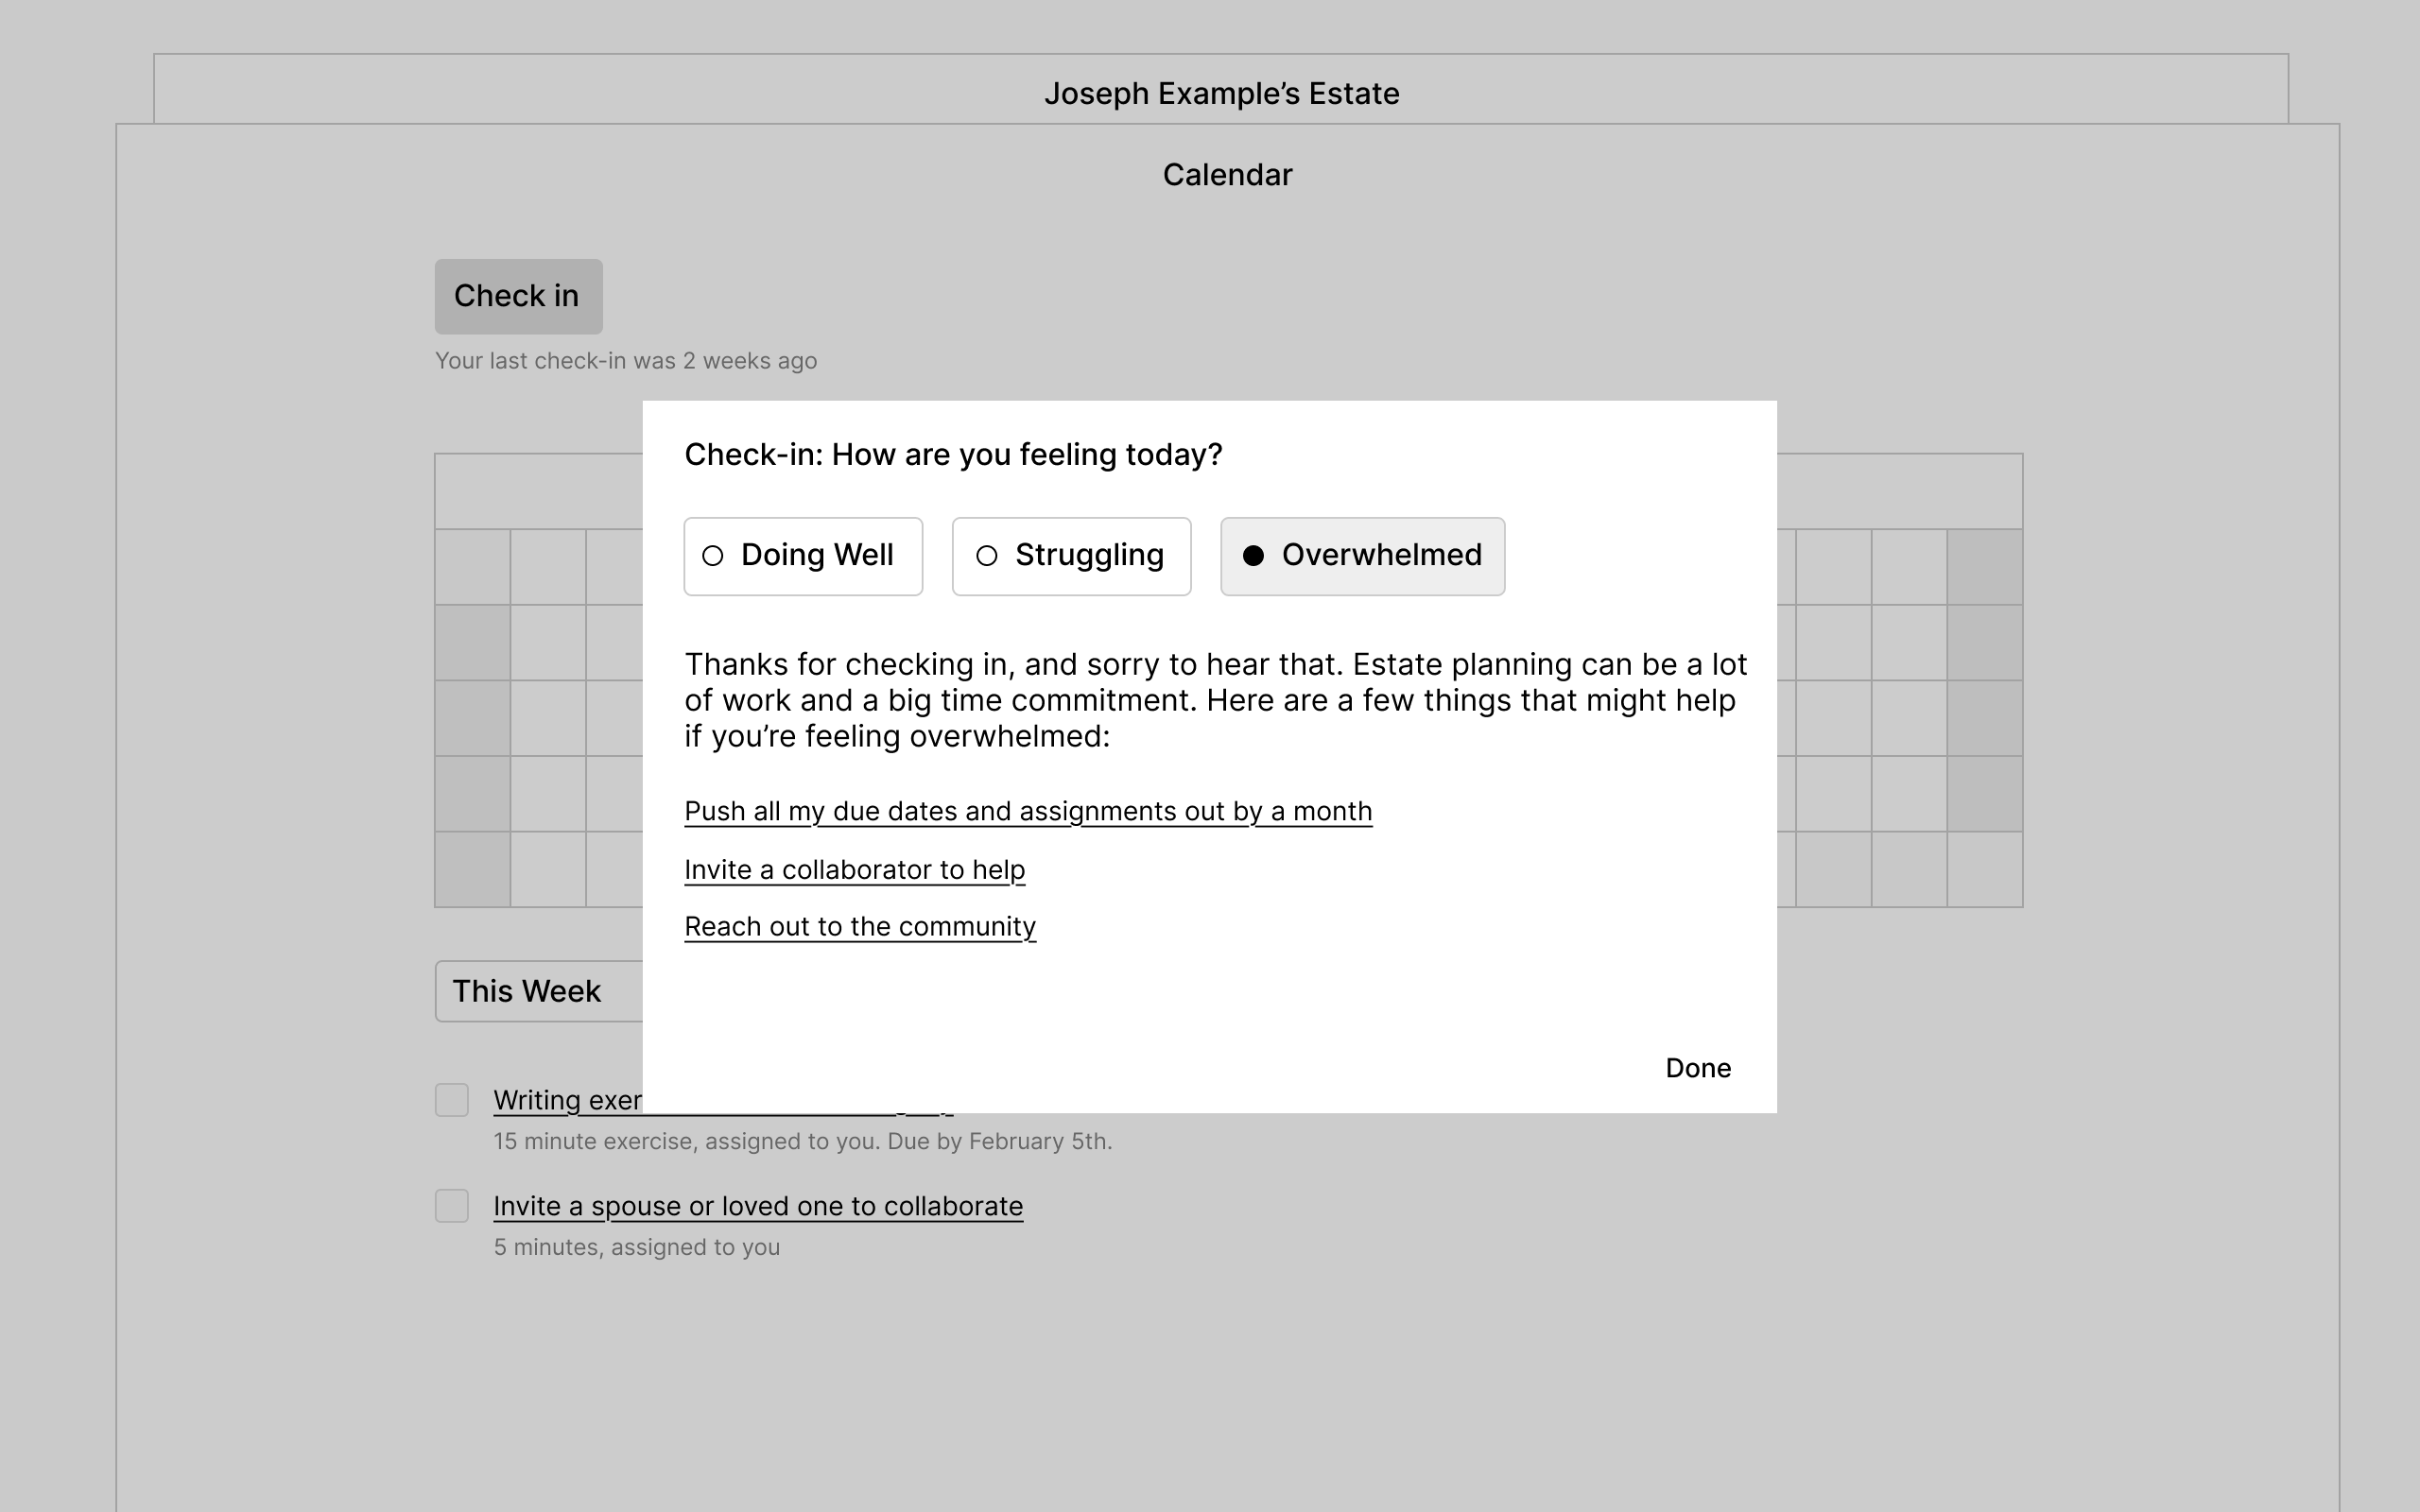 Joseph Example’s Estate
Calendar
Check in
Your last check-in was 2 weeks ago
Check-in: How are you feeling today?
Doing Well
Struggling
Overwhelmed
Thanks for checking in, and sorry to hear that. Estate planning can be a lot
of work and a big time commitment. Here are a few things that might help
if you’re feeling overwhelmed:
Push all my due dates and assignments out by a month
Invite a collaborator to help
Reach out to the community
Done
This Week
Writing
15 minute exercise, assigned to you. Due by February 5th.
Invite a spouse or loved one to collaborate
5 minutes, assigned to you